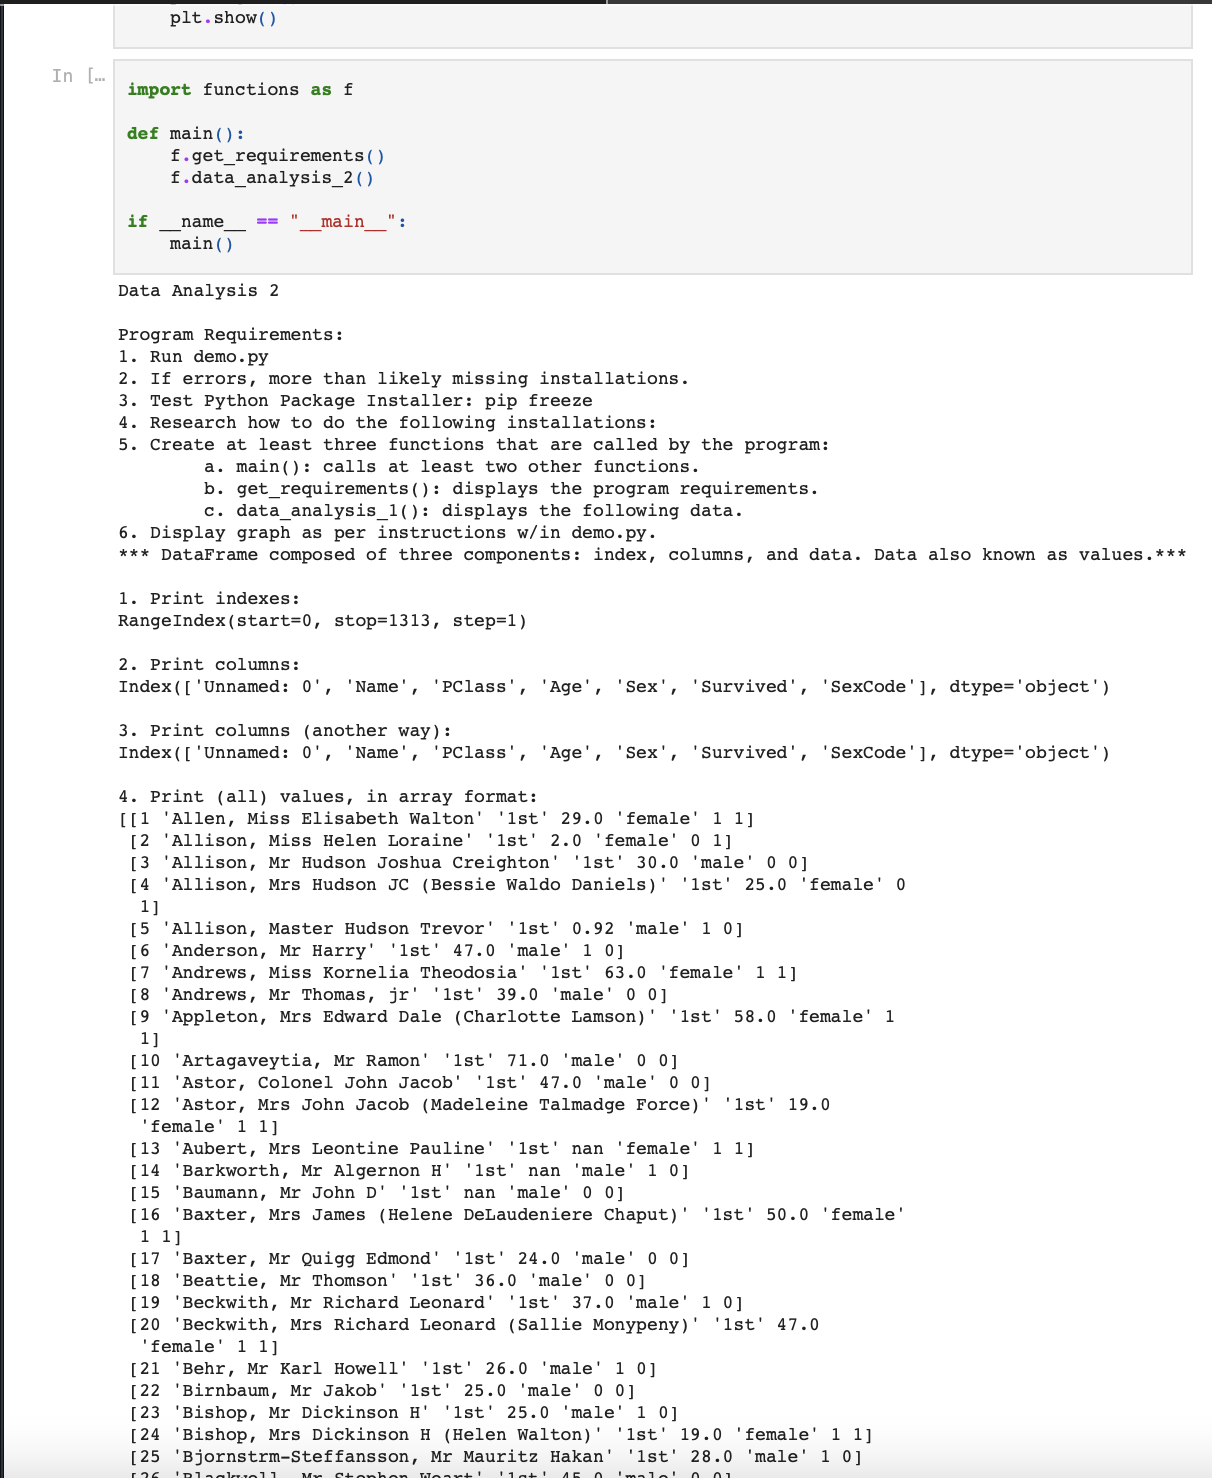 plt.show()
In […
import functions as f
def main():
    f.get_requirements()
    f.data_analysis_2()
if __name__ == "__main__":
    main()
Data Analysis 2
Program Requirements:
1. Run demo.py
2. If errors, more than likely missing installations.
3. Test Python Package Installer: pip freeze
4. Research how to do the following installations:
5. Create at least three functions that are called by the program:
        a. main(): calls at least two other functions.
        b. get_requirements(): displays the program requirements.
        c. data_analysis_1(): displays the following data.
6. Display graph as per instructions w/in demo.py.
*** DataFrame composed of three components: index, columns, and data. Data also known as values.***
1. Print indexes:
RangeIndex(start=0, stop=1313, step=1)
2. Print columns:
Index(['Unnamed: 0', 'Name', 'PClass', 'Age', 'Sex', 'Survived', 'SexCode'], dtype='object')
3. Print columns (another way):
Index(['Unnamed: 0', 'Name', 'PClass', 'Age', 'Sex', 'Survived', 'SexCode'], dtype='object')
4. Print (all) values, in array format:
[[1 'Allen, Miss Elisabeth Walton' '1st' 29.0 'female' 1 1]
 [2 'Allison, Miss Helen Loraine' '1st' 2.0 'female' 0 1]
 [3 'Allison, Mr Hudson Joshua Creighton' '1st' 30.0 'male' 0 0]
 [4 'Allison, Mrs Hudson JC (Bessie Waldo Daniels)' '1st' 25.0 'female' 0
  1]
 [5 'Allison, Master Hudson Trevor' '1st' 0.92 'male' 1 0]
 [6 'Anderson, Mr Harry' '1st' 47.0 'male' 1 0]
 [7 'Andrews, Miss Kornelia Theodosia' '1st' 63.0 'female' 1 1]
 [8 'Andrews, Mr Thomas, jr' '1st' 39.0 'male' 0 0]
 [9 'Appleton, Mrs Edward Dale (Charlotte Lamson)' '1st' 58.0 'female' 1
  1]
 [10 'Artagaveytia, Mr Ramon' '1st' 71.0 'male' 0 0]
 [11 'Astor, Colonel John Jacob' '1st' 47.0 'male' 0 0]
 [12 'Astor, Mrs John Jacob (Madeleine Talmadge Force)' '1st' 19.0
  'female' 1 1]
 [13 'Aubert, Mrs Leontine Pauline' '1st' nan 'female' 1 1]
 [14 'Barkworth, Mr Algernon H' '1st' nan 'male' 1 0]
 [15 'Baumann, Mr John D' '1st' nan 'male' 0 0]
 [16 'Baxter, Mrs James (Helene DeLaudeniere Chaput)' '1st' 50.0 'female'
  1 1]
 [17 'Baxter, Mr Quigg Edmond' '1st' 24.0 'male' 0 0]
 [18 'Beattie, Mr Thomson' '1st' 36.0 'male' 0 0]
 [19 'Beckwith, Mr Richard Leonard' '1st' 37.0 'male' 1 0]
 [20 'Beckwith, Mrs Richard Leonard (Sallie Monypeny)' '1st' 47.0
  'female' 1 1]
 [21 'Behr, Mr Karl Howell' '1st' 26.0 'male' 1 0]
 [22 'Birnbaum, Mr Jakob' '1st' 25.0 'male' 0 0]
 [23 'Bishop, Mr Dickinson H' '1st' 25.0 'male' 1 0]
 [24 'Bishop, Mrs Dickinson H (Helen Walton)' '1st' 19.0 'female' 1 1]
 [25 'Bjornstrm-Steffansson, Mr Mauritz Hakan' '1st' 28.0 'male' 1 0]
 [26 'Blackwell, Mr Stephen Weart' '1st' 45.0 'male' 0 0]